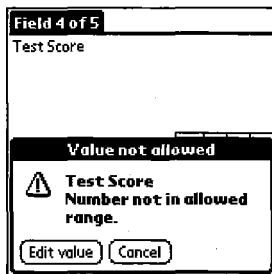 Field 4 of 5
Test Score
Value not allowed
Test Score
Number not in allowed
range.
Edit value
Cancel